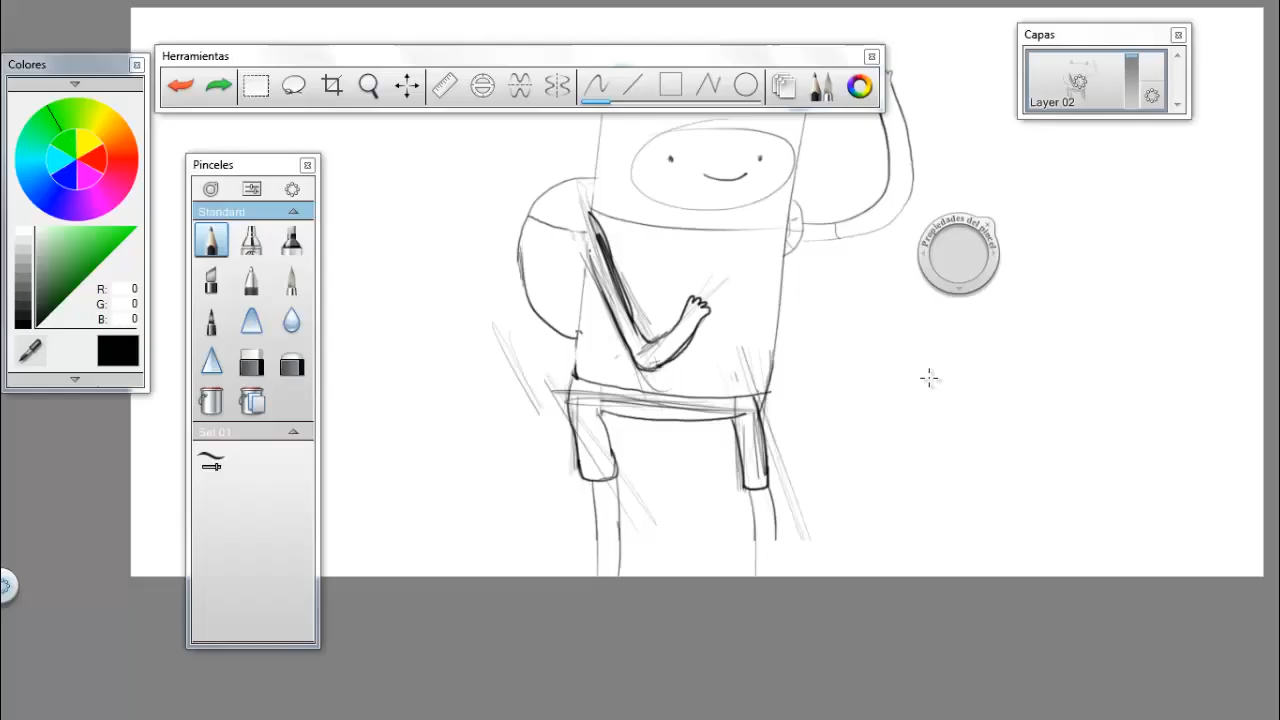 Colores
Herramientas
Capas
Layer 02
Pinceles
Standard
R: 0
G: 0
B: 0
Set 01
Propiedades del pincel